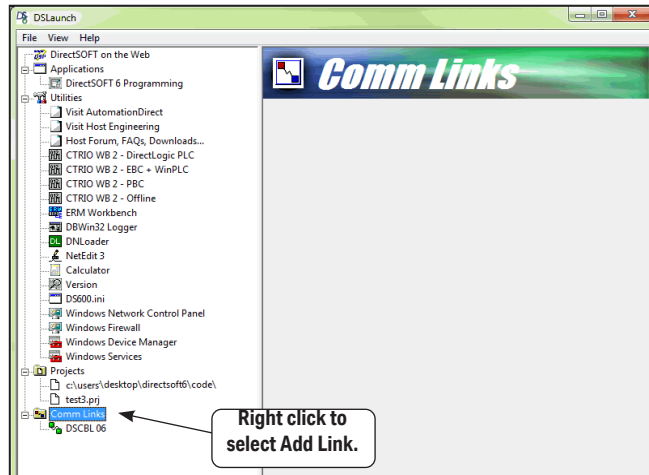 DSLaunch
File View Help
DirectSOFT on the Web
Applications
DirectSOFT 6 Programming
Utilities
Visit AutomationDirect
Visit Host Engineering
Host Forum, FAQs, Downloads...
CTRIO WB 2 - DirectLogic PLC
CTRIO WB 2 - EBC + WinPLC
CTRIO WB 2 - PBC
CTRIO WB 2 - Offline
ERM Workbench
DBWin32 Logger
DL DNLoader
NetEdit 3
Calculator
Version
DS600.ini
Windows Network Control Panel
Windows Firewall
Windows Device Manager
Windows Services
Projects
c:\users\desktop\directsoft6\code\
test3.prj
Comm Links
DSCBL 06
Comm Links
Right click to
select Add Link.